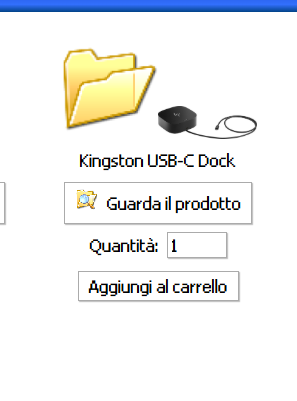 Kingston USB-C Dock
Guarda il prodotto
Quantità: 1
Aggiungi al carrello